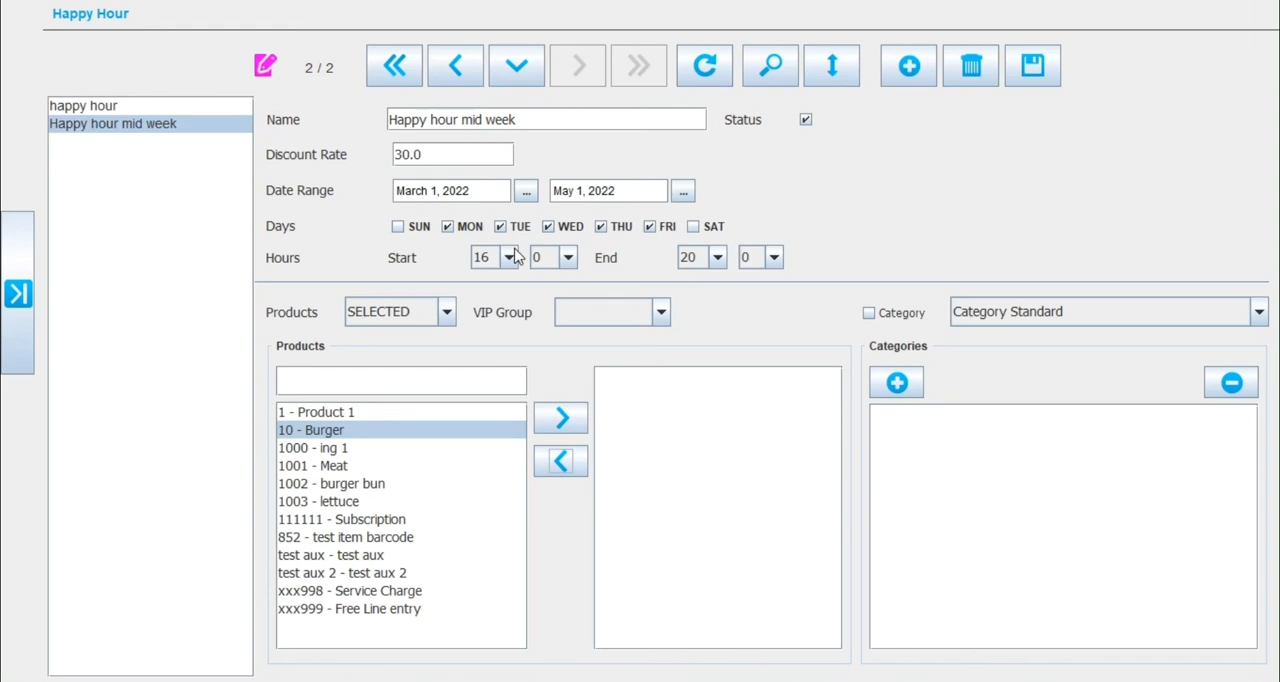 Happy Hour
2 / 2
happy hour
Happy hour mid week
Name Happy hour mid week Status
Discount Rate 30.0
Date Range March 1, 2022 ... May 1, 2022 ...
Days SUN MON TUE WED THU FRI SAT
Hours Start 16 0 End 20 0
Products SELECTED VIP Group Category Category Standard
Products
1 - Product 1
10 - Burger
1000 - ing 1
1001 - Meat
1002 - burger bun
1003 - lettuce
111111 - Subscription
852 - test item barcode
test aux - test aux
test aux 2 - test aux 2
xxx998 - Service Charge
xxx999 - Free Line entry
Categories